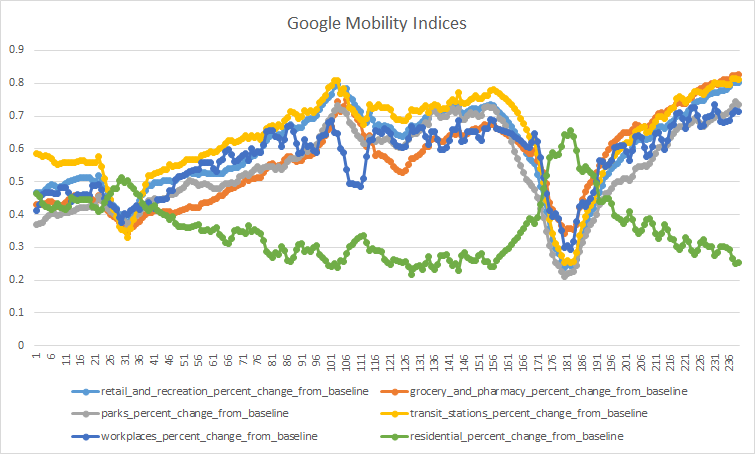 Google Mobility Indices
0.9
0.8
0.7
0.6
0.5
0.4
0.3
0.2
0.1
0
1 6 11 16 21 26 31 36 41 46 51 56 61 66 71 76 81 86 91 96 101 106 111 116 121 126 131 136 141 146 151 156 161 166 171 176 181 186 191 196 201 206 211 216 221 226 231 236
retail_and_recreation_percent_change_from_baseline grocery_and_pharmacy_percent_change_from_baseline
parks_percent_change_from_baseline transit_stations_percent_change_from_baseline
workplaces_percent_change_from_baseline residential_percent_change_from_baseline